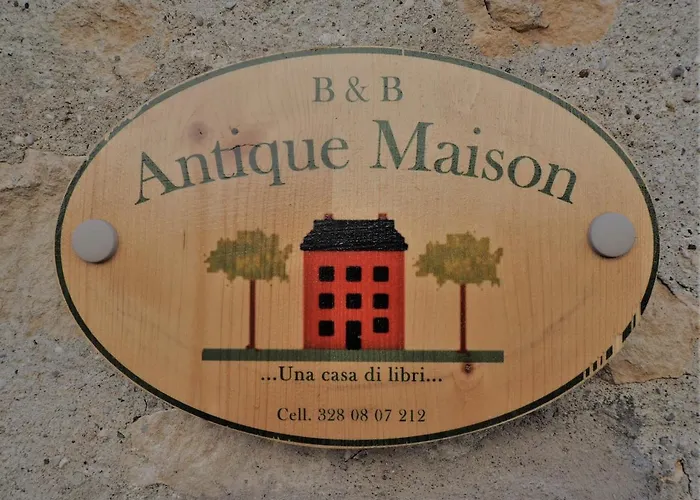 B & B
Antique Maison
...Una casa di libri...
Cell. 328 08 07 212